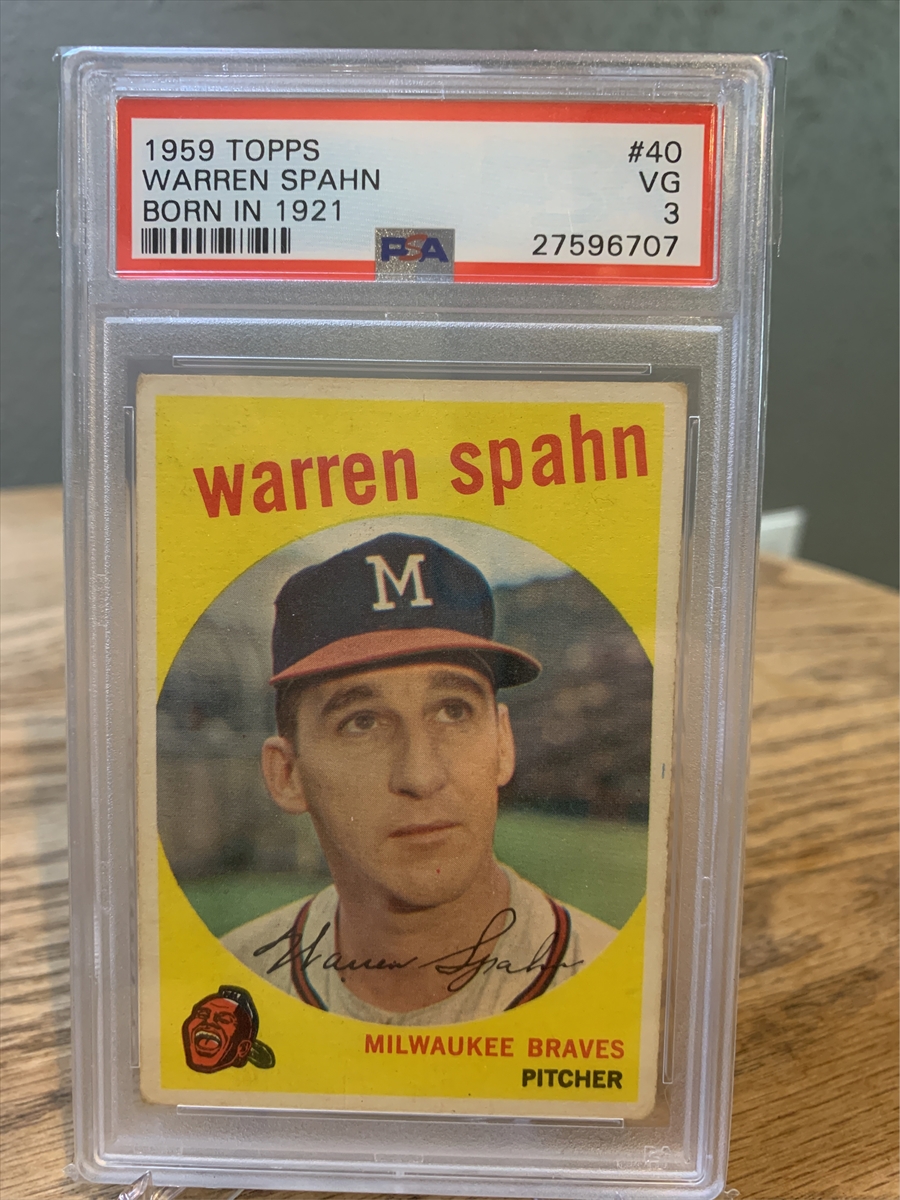 1959 TOPPS #40
WARREN SPAHN VG
BORN IN 1921 3
PSA 27596707
warren spahn
M
Warren Spahn
MILWAUKEE BRAVES
PITCHER